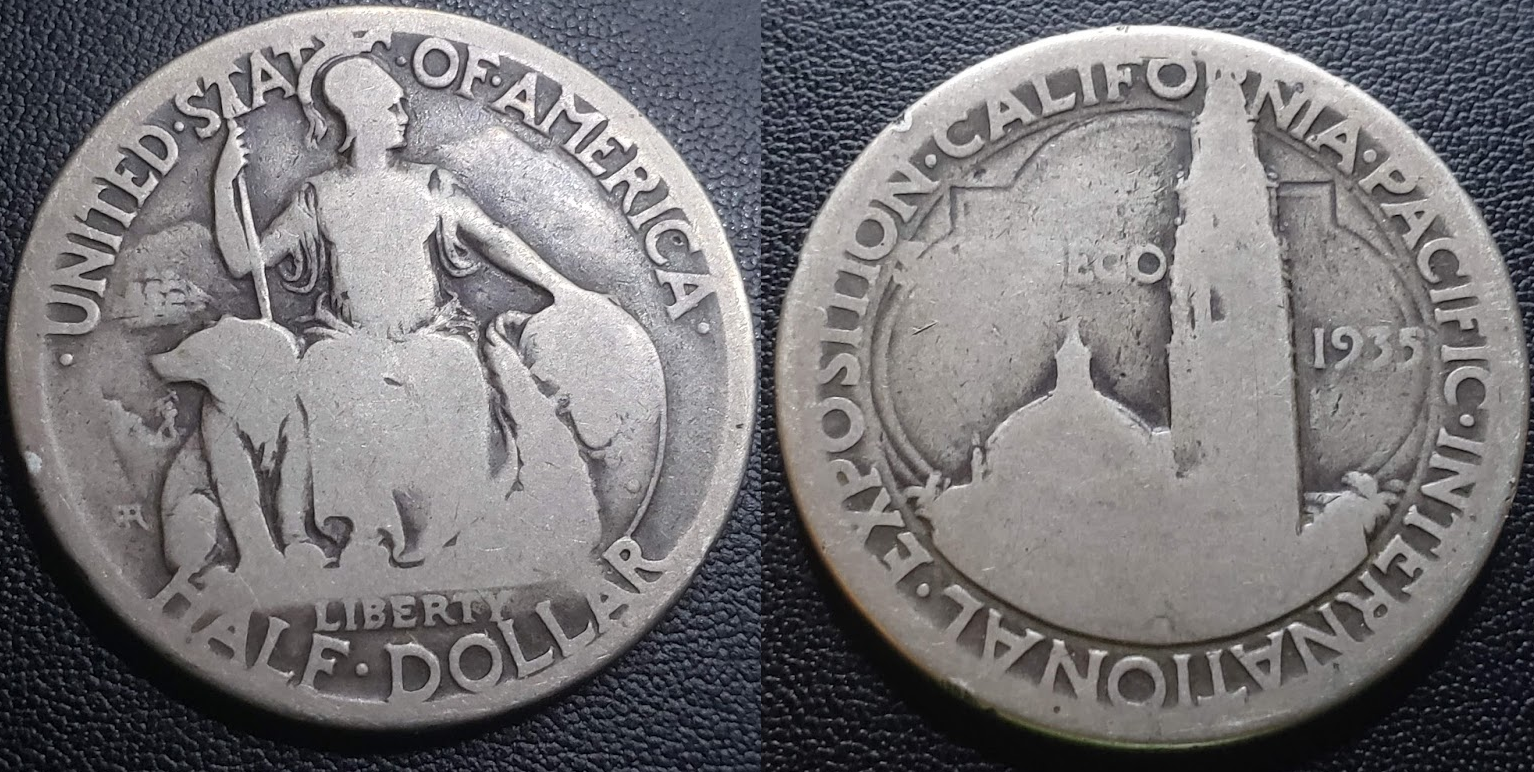 ·UNITED·STATES·OF·AMERICA·
LIBERTY
HALF·DOLLAR
CALIFORNIA·PACIFIC·INTERNATIONAL·EXPOSITION·
1935